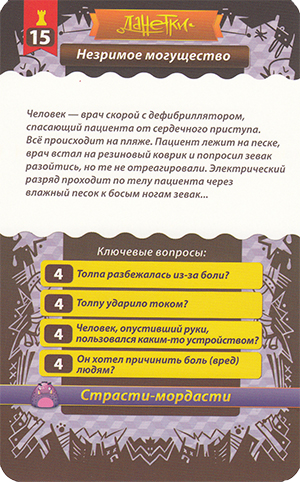 ДАНЕТКИ
15
Незримое могущество
Человек — врач скорой с дефибриллятором,
спасающий пациента от сердечного приступа.
Всё происходит на пляже. Пациент лежит на песке,
врач встал на резиновый коврик и попросил зевак
разойтись, но те не отреагировали. Электрический
разряд проходит по телу пациента через
влажный песок к босым ногам зевак...
Ключевые вопросы:
4 Толпа разбежалась из-за боли?
4 Толпу ударило током?
4 Человек, опустивший руки,
пользовался каким-то устройством?
4 Он хотел причинить боль (вред)
людям?
Страсти-мордасти